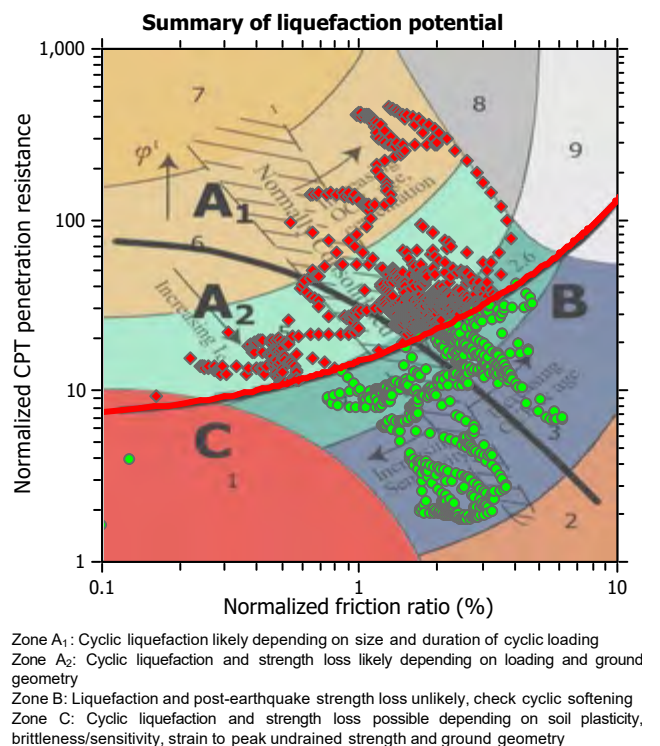 Summary of liquefaction potential
Normalized CPT penetration resistance
1,000
100
10
1
7
8
9
φ'
A1
6
A2
5
2.6
B
C
1
3
2
Increasing
0.1
1
10
Normalized friction ratio (%)
Zone A1: Cyclic liquefaction likely depending on size and duration of cyclic loading
Zone A2: Cyclic liquefaction and strength loss likely depending on loading and ground
geometry
Zone B: Liquefaction and post-earthquake strength loss unlikely, check cyclic softening
Zone C: Cyclic liquefaction and strength loss possible depending on soil plasticity,
brittleness/sensitivity, strain to peak undrained strength and ground geometry